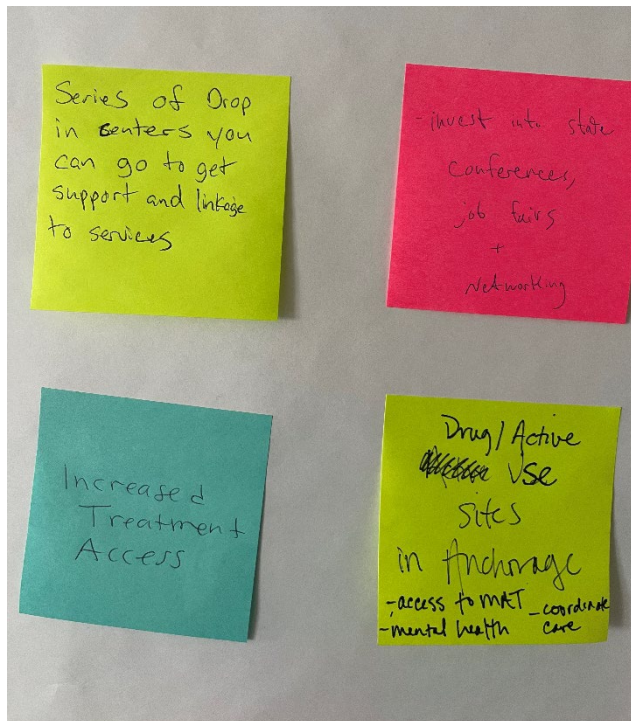 Series of Drop
in centers you
can go to get
support and linkage
to services
-invest into state
conferences,
job fairs
+
Networking
Increased
Treatment
Access
Drug/Active
Use
Sites
in Anchorage
-access to MAT
-mental health
-coordinate
care